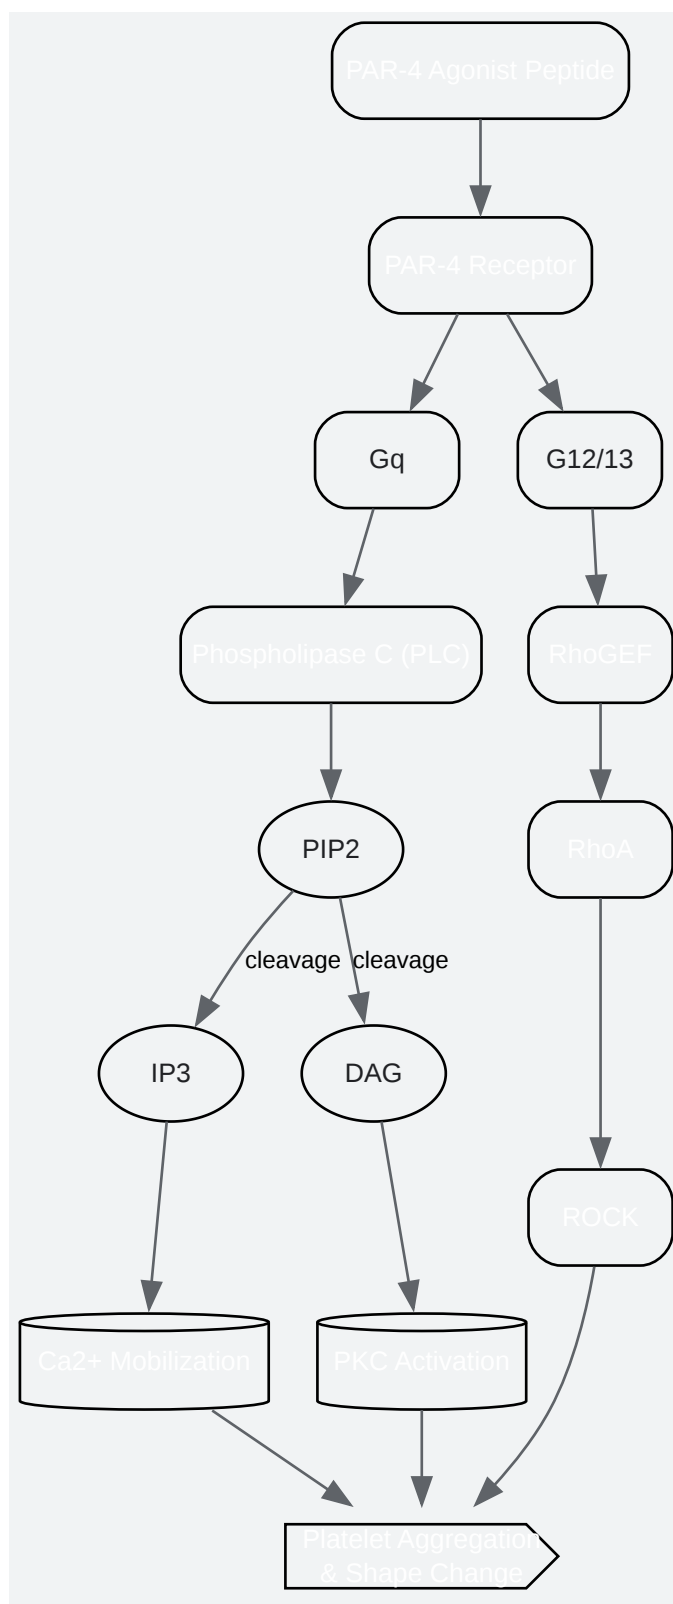 PAR-4 Agonist Peptide
PAR-4 Receptor
Gq
G12/13
Phospholipase C (PLC)
RhoGEF
PIP2
RhoA
cleavage
cleavage
IP3
DAG
ROCK
Ca2+ Mobilization
PKC Activation
Platelet Aggregation
& Shape Change